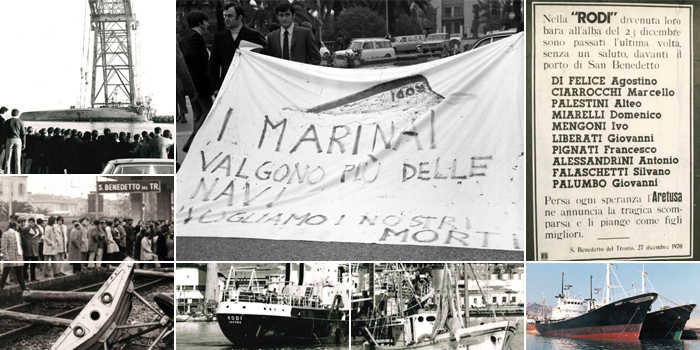 I MARINAI
VALGONO PIÙ DELLE
NAVI
VOGLIAMO I NOSTRI
MORTI
Nella "RODI" divenuta loro
bara all'alba del 23 dicembre
sono passati l'ultima volta,
senza un saluto, davanti il
porto di San Benedetto
DI FELICE Agostino
CIARROCCHI Marcello
PALESTINI Alteo
MIARELLI Domenico
MENGONI Ivo
LIBERATI Giovanni
PIGNATI Francesco
ALESSANDRINI Antonio
FALASCHETTI Silvano
PALUMBO Giovanni
Persa ogni speranza l'Aretusa
ne annuncia la tragica scom-
parsa e li piange come figli
migliori.
S. Benedetto del Tronto, 27 dicembre 1970
S. BENEDETTO DEL TR.
RODI